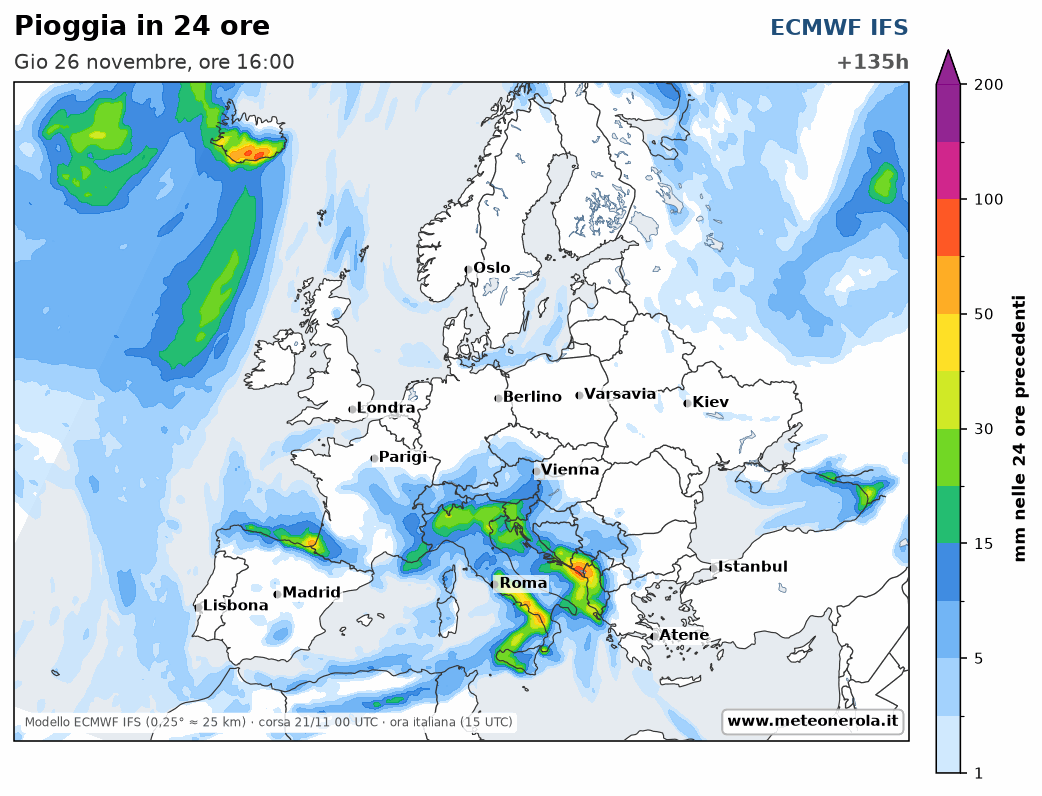 Pioggia in 24 ore
ECMWF IFS
Gio 26 novembre, ore 16:00
+135h
Oslo
Londra
Berlino
Varsavia
Kiev
Parigi
Vienna
Istanbul
Roma
Madrid
Lisbona
Atene
Modello ECMWF IFS (0,25° ≈ 25 km) · corsa 21/11 00 UTC · ora italiana (15 UTC)
www.meteonerola.it
200
100
50
30
15
5
1
mm nelle 24 ore precedenti